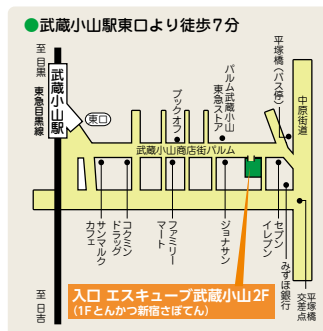 ●武蔵小山駅東口より徒歩7分
至 目黒
東急目黒線
武蔵小山駅
東口
ブックオフ
パルム武蔵小山
東急ストア
平塚橋(バス停)
中原街道
武蔵小山商店街パルム
サンマルク
カフェ
コクミン
ドラッグ
ファミリー
マート
ジョナサン
セブン
イレブン
みずほ銀行
平塚橋
交差点
至 日吉
入口 エスキューブ武蔵小山2F
(1Fとんかつ新宿さぼてん)